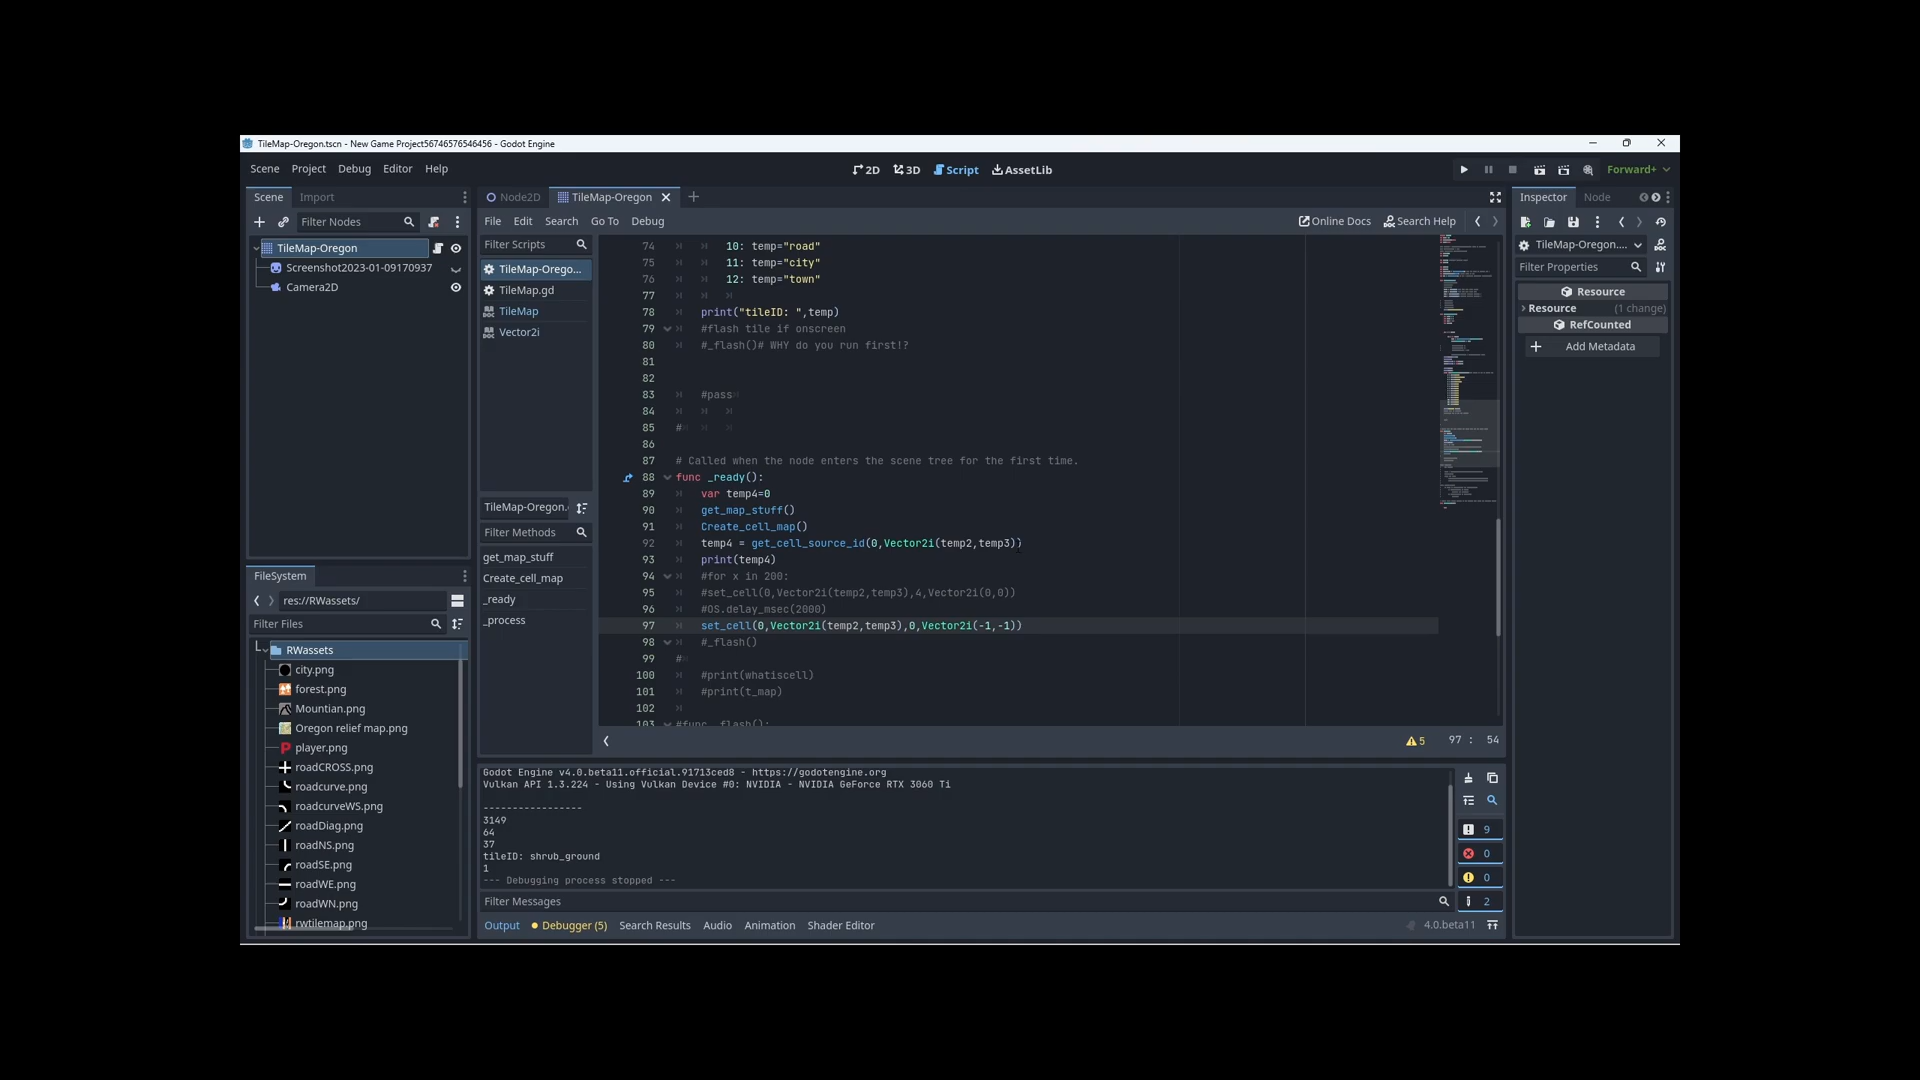 TileMap-Oregon.tscn - New Game Project56746576546456 - Godot Engine
Scene Project Debug Editor Help
2D 3D Script AssetLib
Forward+
Scene Import
Filter Nodes
TileMap-Oregon
Screenshot2023-01-09170937
Camera2D
FileSystem
res://RWassets/
Filter Files
RWassets
city.png
forest.png
Mountian.png
Oregon relief map.png
player.png
roadCROSS.png
roadcurve.png
roadcurveWS.png
roadDiag.png
roadNS.png
roadSE.png
roadWE.png
roadWN.png
rwtilemap.png
Node2D TileMap-Oregon
File Edit Search Go To Debug
Online Docs Search Help
Filter Scripts
TileMap-Orego...
TileMap.gd
TileMap
Vector2i
TileMap-Oregon.
Filter Methods
get_map_stuff
Create_cell_map
_ready
_process
74 10: temp="road"
75 11: temp="city"
76 12: temp="town"
77
78 print("tileID: ",temp)
79 #flash tile if onscreen
80 #_flash()# WHY do you run first!?
81
82
83 #pass
84
85 #
86
87 # Called when the node enters the scene tree for the first time.
88 func _ready():
89 var temp4=0
90 get_map_stuff()
91 Create_cell_map()
92 temp4 = get_cell_source_id(0,Vector2i(temp2,temp3))
93 print(temp4)
94 #for x in 200:
95 #set_cell(0,Vector2i(temp2,temp3),4,Vector2i(0,0))
96 #OS.delay_msec(2000)
97 set_cell(0,Vector2i(temp2,temp3),0,Vector2i(-1,-1))
98 #_flash()
99 #
100 #print(whatiscell)
101 #print(t_map)
102
103 #func _flash():
5 97 : 54
Godot Engine v4.0.beta11.official.91713ced8 - https://godotengine.org
Vulkan API 1.3.224 - Using Vulkan Device #0: NVIDIA - NVIDIA GeForce RTX 3060 Ti
-----------------
3149
64
37
tileID: shrub_ground
1
--- Debugging process stopped ---
Filter Messages
9
0
0
2
Output Debugger (5) Search Results Audio Animation Shader Editor
4.0.beta11
Inspector Node
TileMap-Oregon....
Filter Properties
Resource
Resource (1 change)
RefCounted
Add Metadata